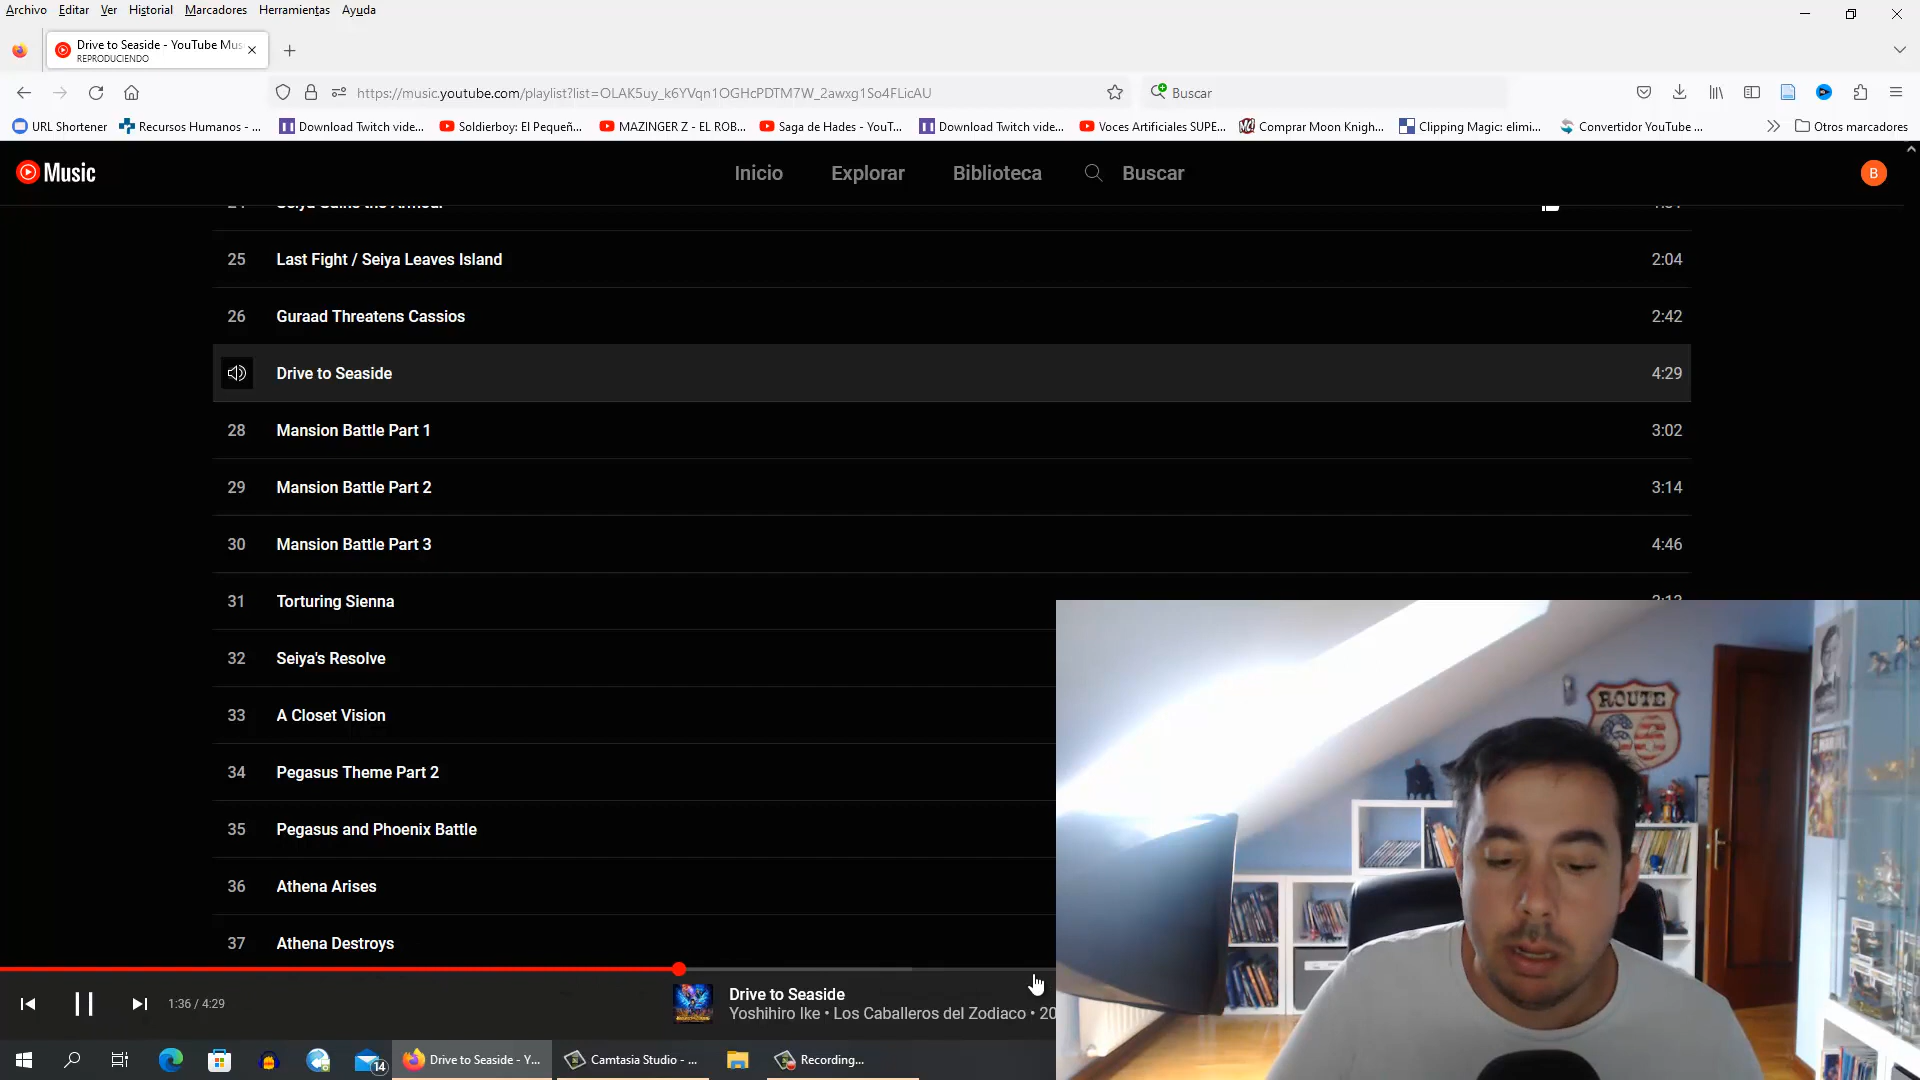 Archivo Editar Ver Historial Marcadores Herramientas Ayuda
Drive to Seaside - YouTube Mus
REPRODUCIENDO
https://music.youtube.com/playlist?list=OLAK5uy_k6YVqn1OGHcPDTM7W_2awxg1So4FLicAU
Buscar
URL Shortener
Recursos Humanos - ...
Download Twitch vide...
Soldierboy: El Pequeñ...
MAZINGER Z - EL ROB...
Saga de Hades - YouT...
Download Twitch vide...
Voces Artificiales SUPE...
Comprar Moon Knigh...
Clipping Magic: elimi...
Convertidor YouTube ...
Otros marcadores
Music
Inicio
Explorar
Biblioteca
Buscar
B
25 Last Fight / Seiya Leaves Island 2:04
26 Guraad Threatens Cassios 2:42
Drive to Seaside 4:29
28 Mansion Battle Part 1 3:02
29 Mansion Battle Part 2 3:14
30 Mansion Battle Part 3 4:46
31 Torturing Sienna
32 Seiya's Resolve
33 A Closet Vision
34 Pegasus Theme Part 2
35 Pegasus and Phoenix Battle
36 Athena Arises
37 Athena Destroys
ROUTE
66
1:36 / 4:29
Drive to Seaside
Yoshihiro Ike • Los Caballeros del Zodiaco • 20
14
Drive to Seaside - Y...
Camtasia Studio - ...
Recording...